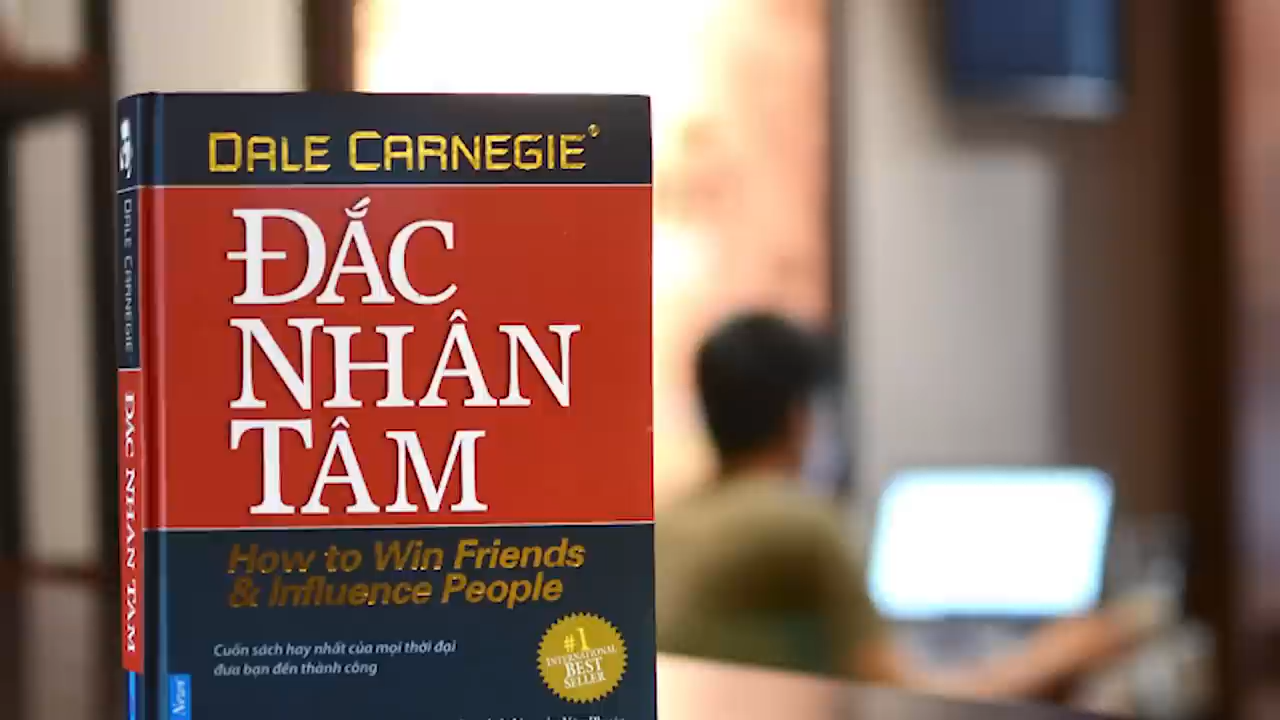 DALE CARNEGIE
ĐẮC
NHÂN
TÂM
How to Win Friends
& Influence People
Cuốn sách hay nhất của mọi thời đại
đưa bạn đến thành công
#1
INTERNATIONAL
BEST
SELLER
DALE CARNEGIE
ĐẮC NHÂN TÂM